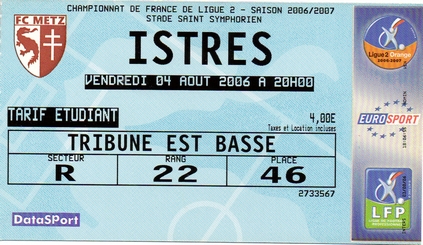 CHAMPIONNAT DE FRANCE DE LIGUE 2 - SAISON 2006/2007
STADE SAINT SYMPHORIEN
FC METZ
ISTRES
VENDREDI 04 AOUT 2006 A 20H00
Ligue 2 Orange
2006-2007
TARIF ETUDIANT
4,00E
Taxes et Location incluses
EUROSPORT
TRIBUNE EST BASSE
SECTEUR
RANG
PLACE
R
22
46
2733567
DataSPort
LFP